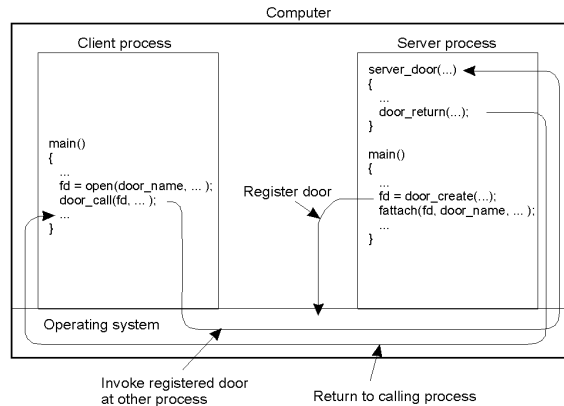 Computer
Client process
Server process
server_door(...)
{
...
door_return(...);
}
main()
{
...
fd = open(door_name, ... );
door_call(fd, ... );
...
}
main()
{
...
fd = door_create(...);
fattach(fd, door_name, ... );
...
}
Register door
Operating system
Invoke registered door
at other process
Return to calling process